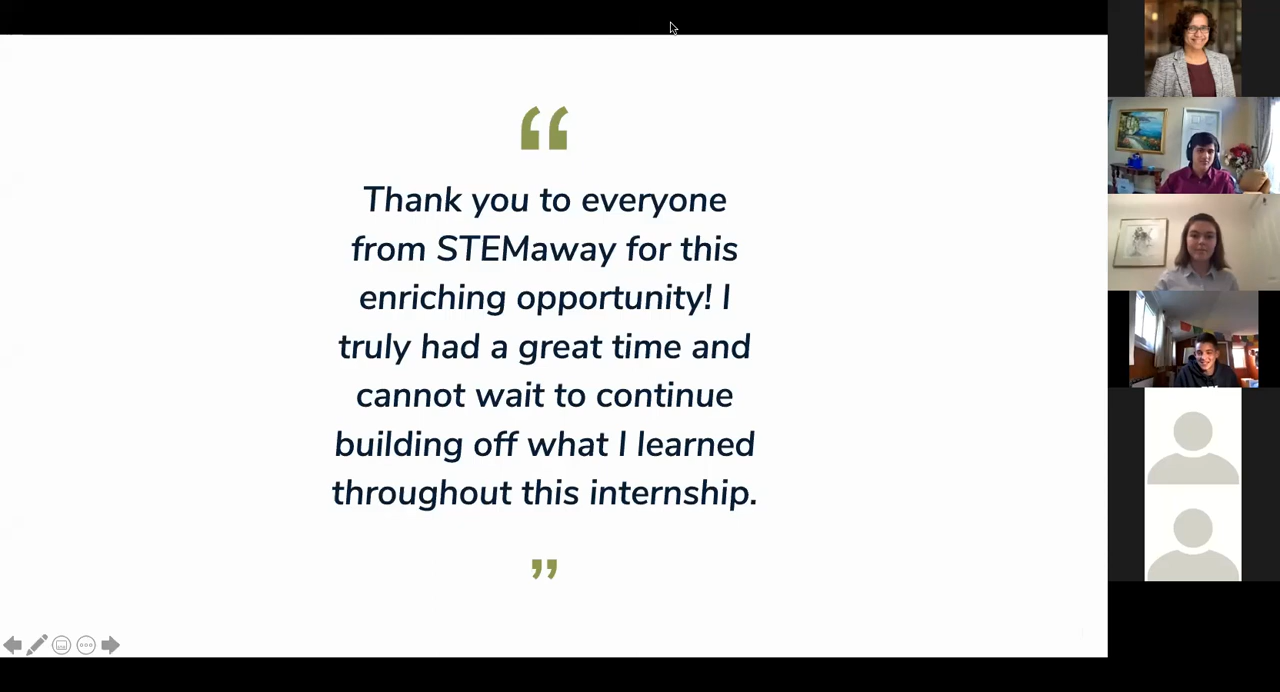 “
Thank you to everyone
from STEMaway for this
enriching opportunity! I
truly had a great time and
cannot wait to continue
building off what I learned
throughout this internship.
”